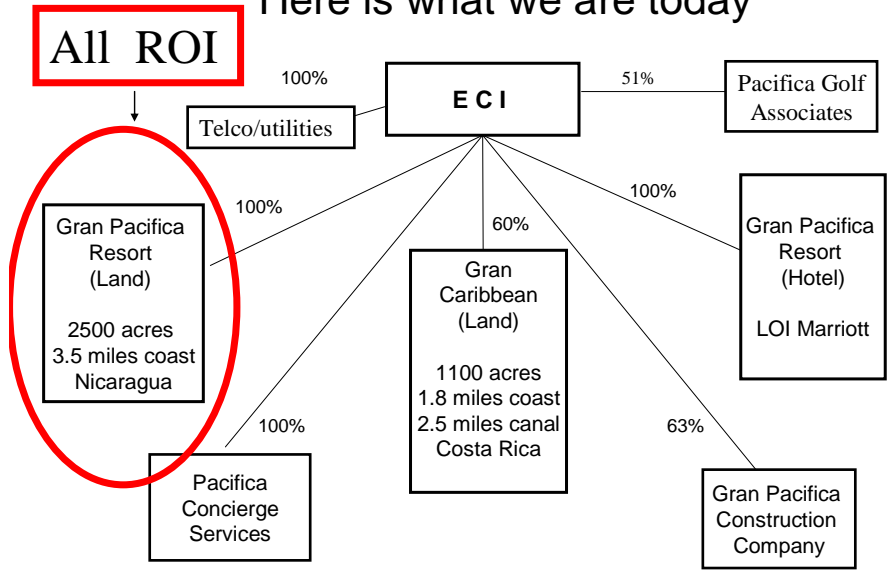 Here is what we are today
All ROI
100%
E C I
51%
Pacifica Golf
Associates
Telco/utilities
100%
Gran Pacifica
Resort
(Land)
2500 acres
3.5 miles coast
Nicaragua
60%
Gran
Caribbean
(Land)
1100 acres
1.8 miles coast
2.5 miles canal
Costa Rica
100%
Gran Pacifica
Resort
(Hotel)
LOI Marriott
100%
Pacifica
Concierge
Services
63%
Gran Pacifica
Construction
Company